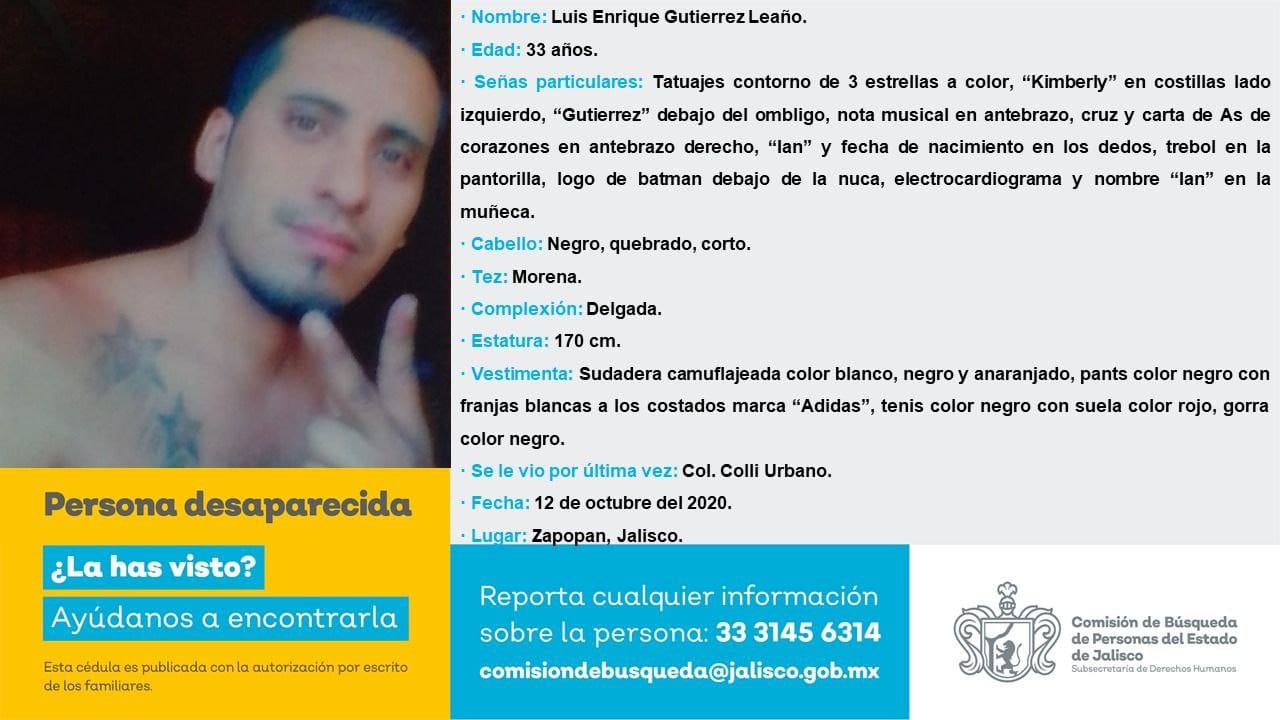 · Nombre: Luis Enrique Gutierrez Leaño.
· Edad: 33 años.
· Señas particulares: Tatuajes contorno de 3 estrellas a color, “Kimberly” en costillas lado
izquierdo, “Gutierrez” debajo del ombligo, nota musical en antebrazo, cruz y carta de As de
corazones en antebrazo derecho, “Ian” y fecha de nacimiento en los dedos, trebol en la
pantorilla, logo de batman debajo de la nuca, electrocardiograma y nombre “Ian” en la
muñeca.
· Cabello: Negro, quebrado, corto.
· Tez: Morena.
· Complexión: Delgada.
· Estatura: 170 cm.
· Vestimenta: Sudadera camuflajeada color blanco, negro y anaranjado, pants color negro con
franjas blancas a los costados marca “Adidas”, tenis color negro con suela color rojo, gorra
color negro.
· Se le vio por última vez: Col. Colli Urbano.
· Fecha: 12 de octubre del 2020.
· Lugar: Zapopan, Jalisco.
Persona desaparecida
¿La has visto?
Ayúdanos a encontrarla
Esta cédula es publicada con la autorización por escrito
de los familiares.
Reporta cualquier información
sobre la persona: 33 3145 6314
comisiondebusqueda@jalisco.gob.mx
Comisión de Búsqueda
de Personas del Estado
de Jalisco
Subsecretaría de Derechos Humanos